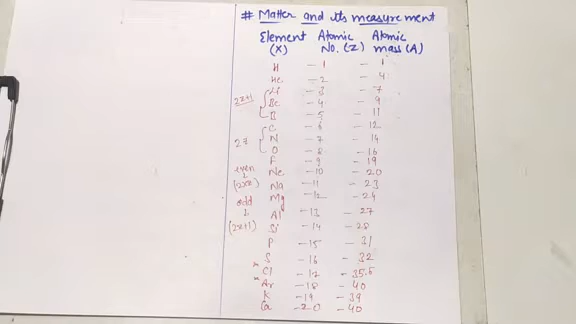 # Matter and its measurement
Element Atomic Atomic
(X) No. (Z) mass (A)
H - 1 - 1
He - 2 - 4
Li - 3 - 7
2z+1 Be - 4 - 9
B - 5 - 11
C - 6 - 12
2z N - 7 - 14
O - 8 - 16
F - 9 - 19
even Ne - 10 - 20
(2xz) Na - 11 - 23
odd Mg - 12 - 24
Al - 13 - 27
(2z+1) Si - 14 - 28
P - 15 - 31
S - 16 - 32
* Cl - 17 - 35.5
* Ar - 18 - 40
K - 19 - 39
Ca - 20 - 40